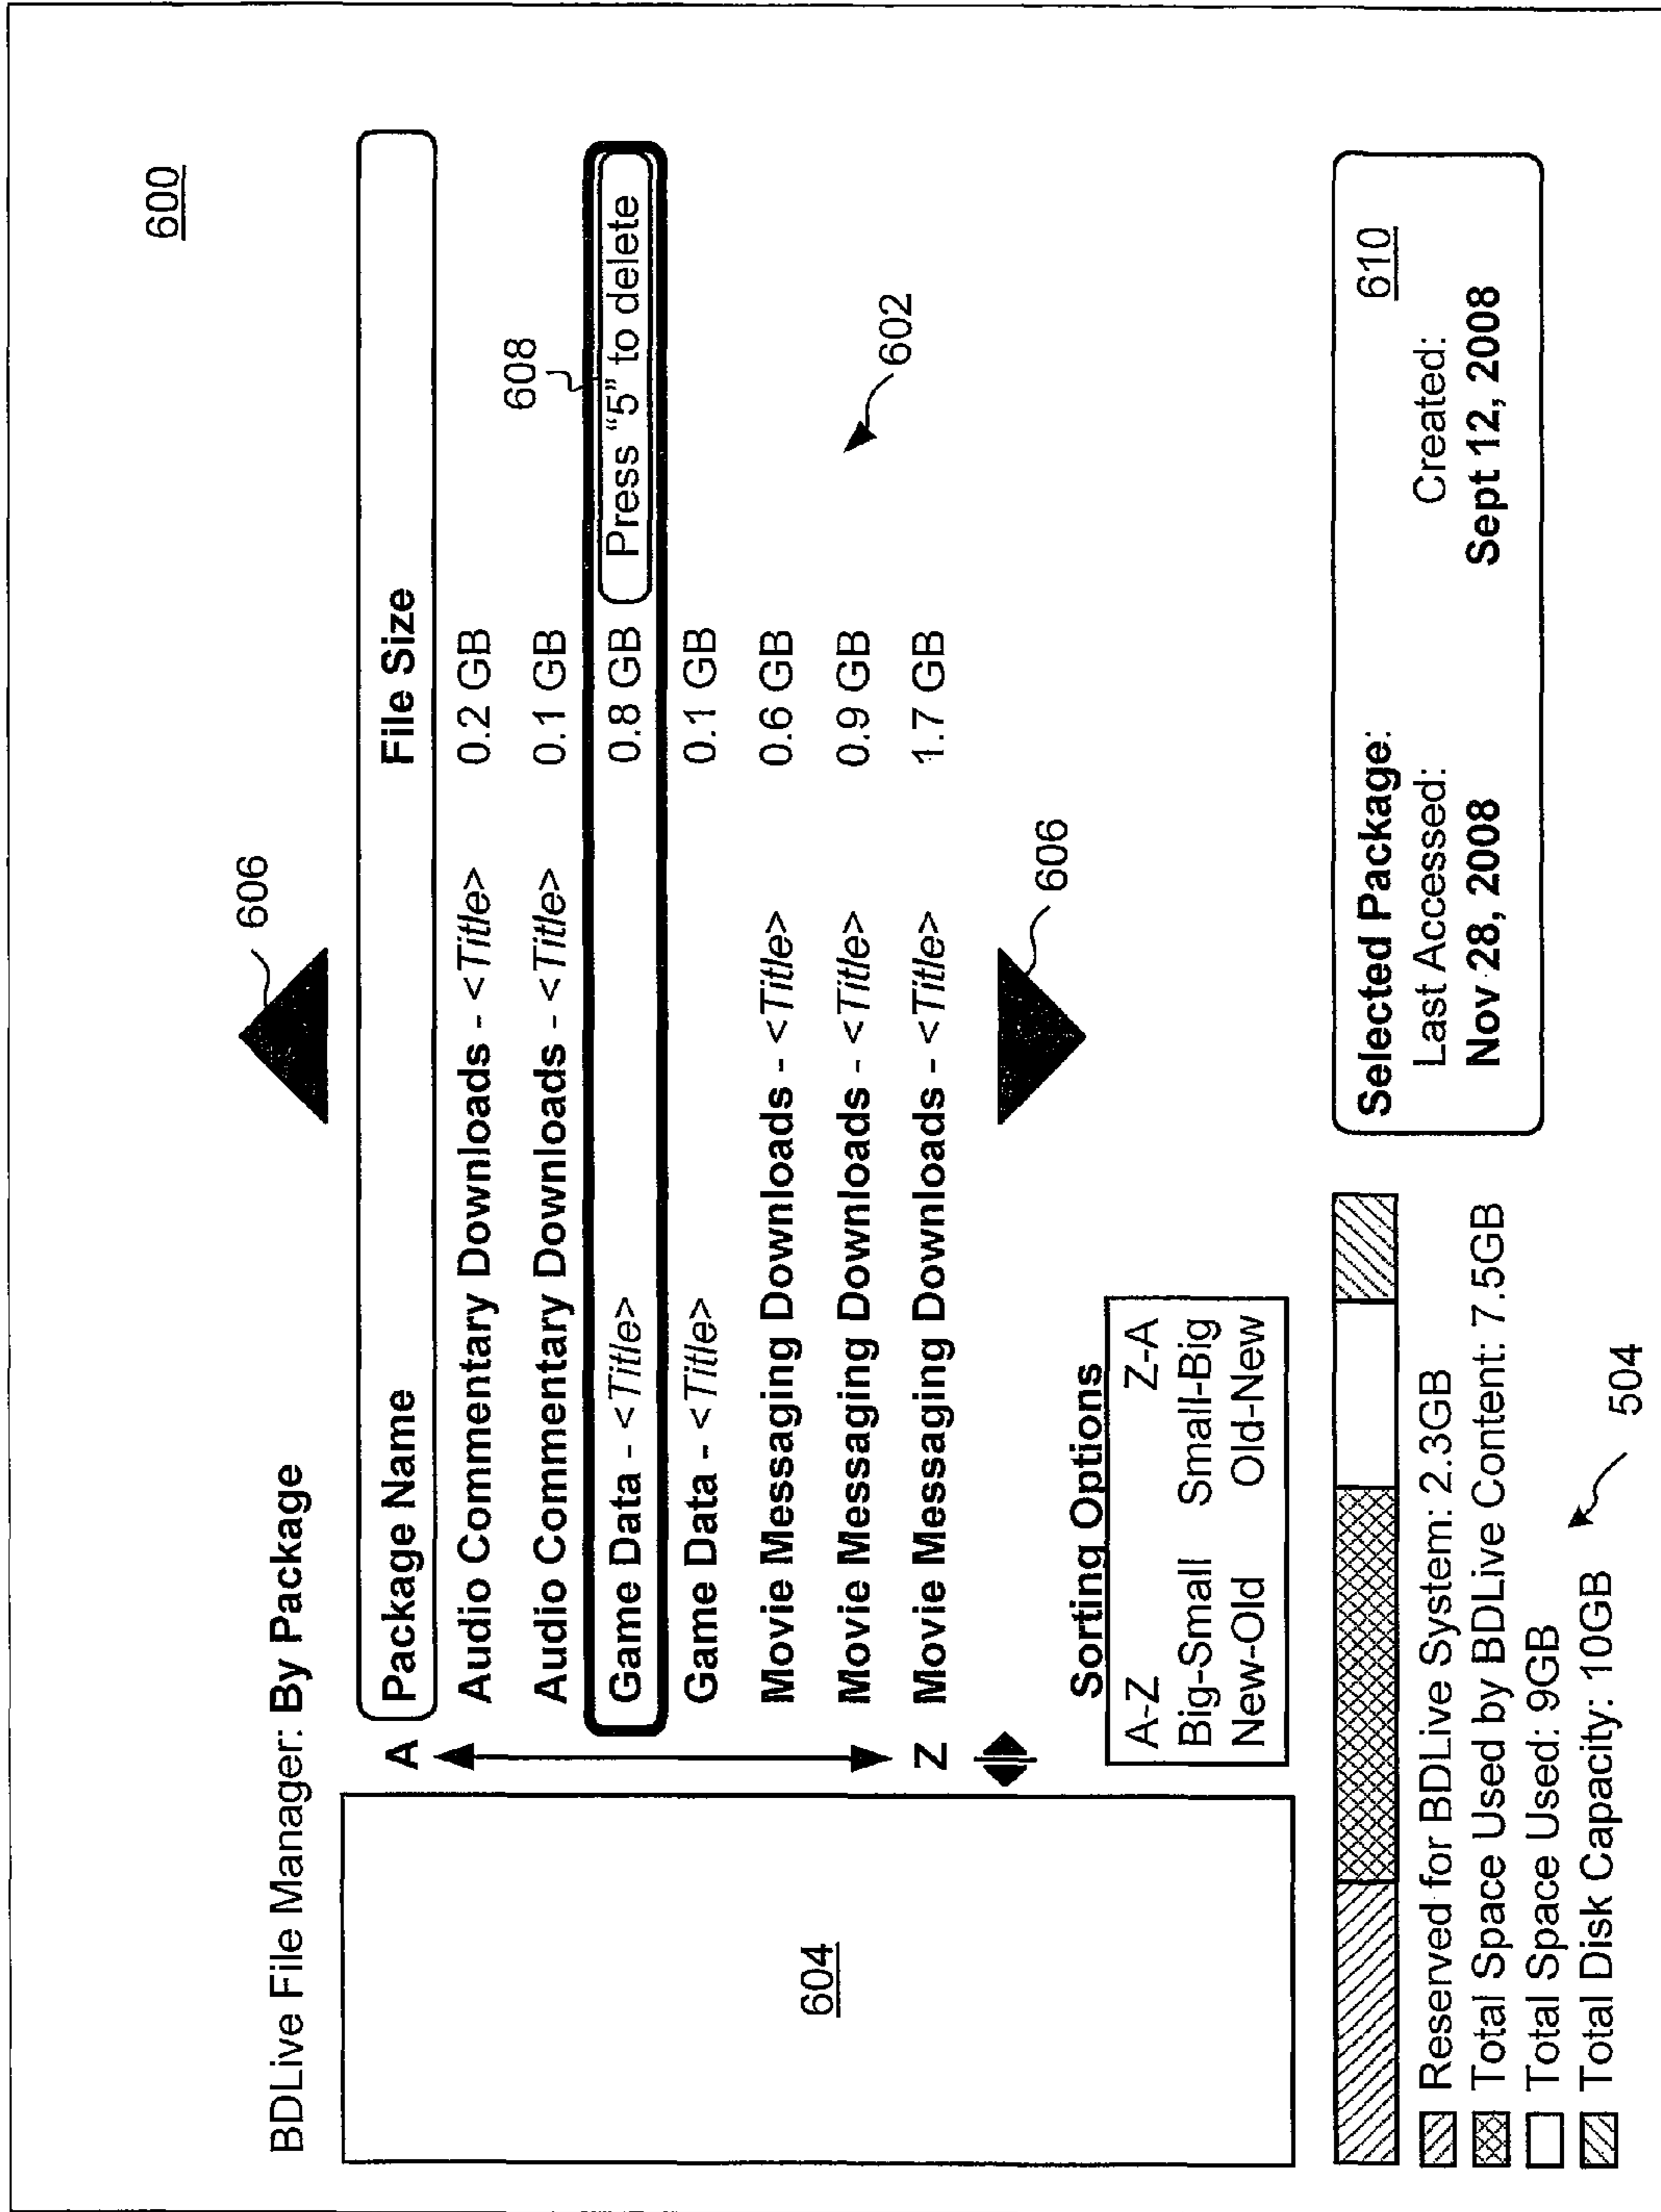 600
BDLive File Manager: By Package
606
A
Package Name File Size
Audio Commentary Downloads - <Title> 0.2 GB
Audio Commentary Downloads - <Title> 0.1 GB
608
Game Data - <Title> 0.8 GB Press “5” to delete
Game Data - <Title> 0.1 GB
Movie Messaging Downloads - <Title> 0.6 GB
Movie Messaging Downloads - <Title> 0.9 GB
Z
Movie Messaging Downloads - <Title> 1.7 GB
602
604
606
Sorting Options
A-Z Z-A
Big-Small Small-Big
New-Old Old-New
Reserved for BDLive System: 2.3GB
Total Space Used by BDLive Content: 7.5GB
Total Space Used: 9GB
Total Disk Capacity: 10GB
504
Selected Package: 610
Last Accessed: Created:
Nov 28, 2008 Sept 12, 2008